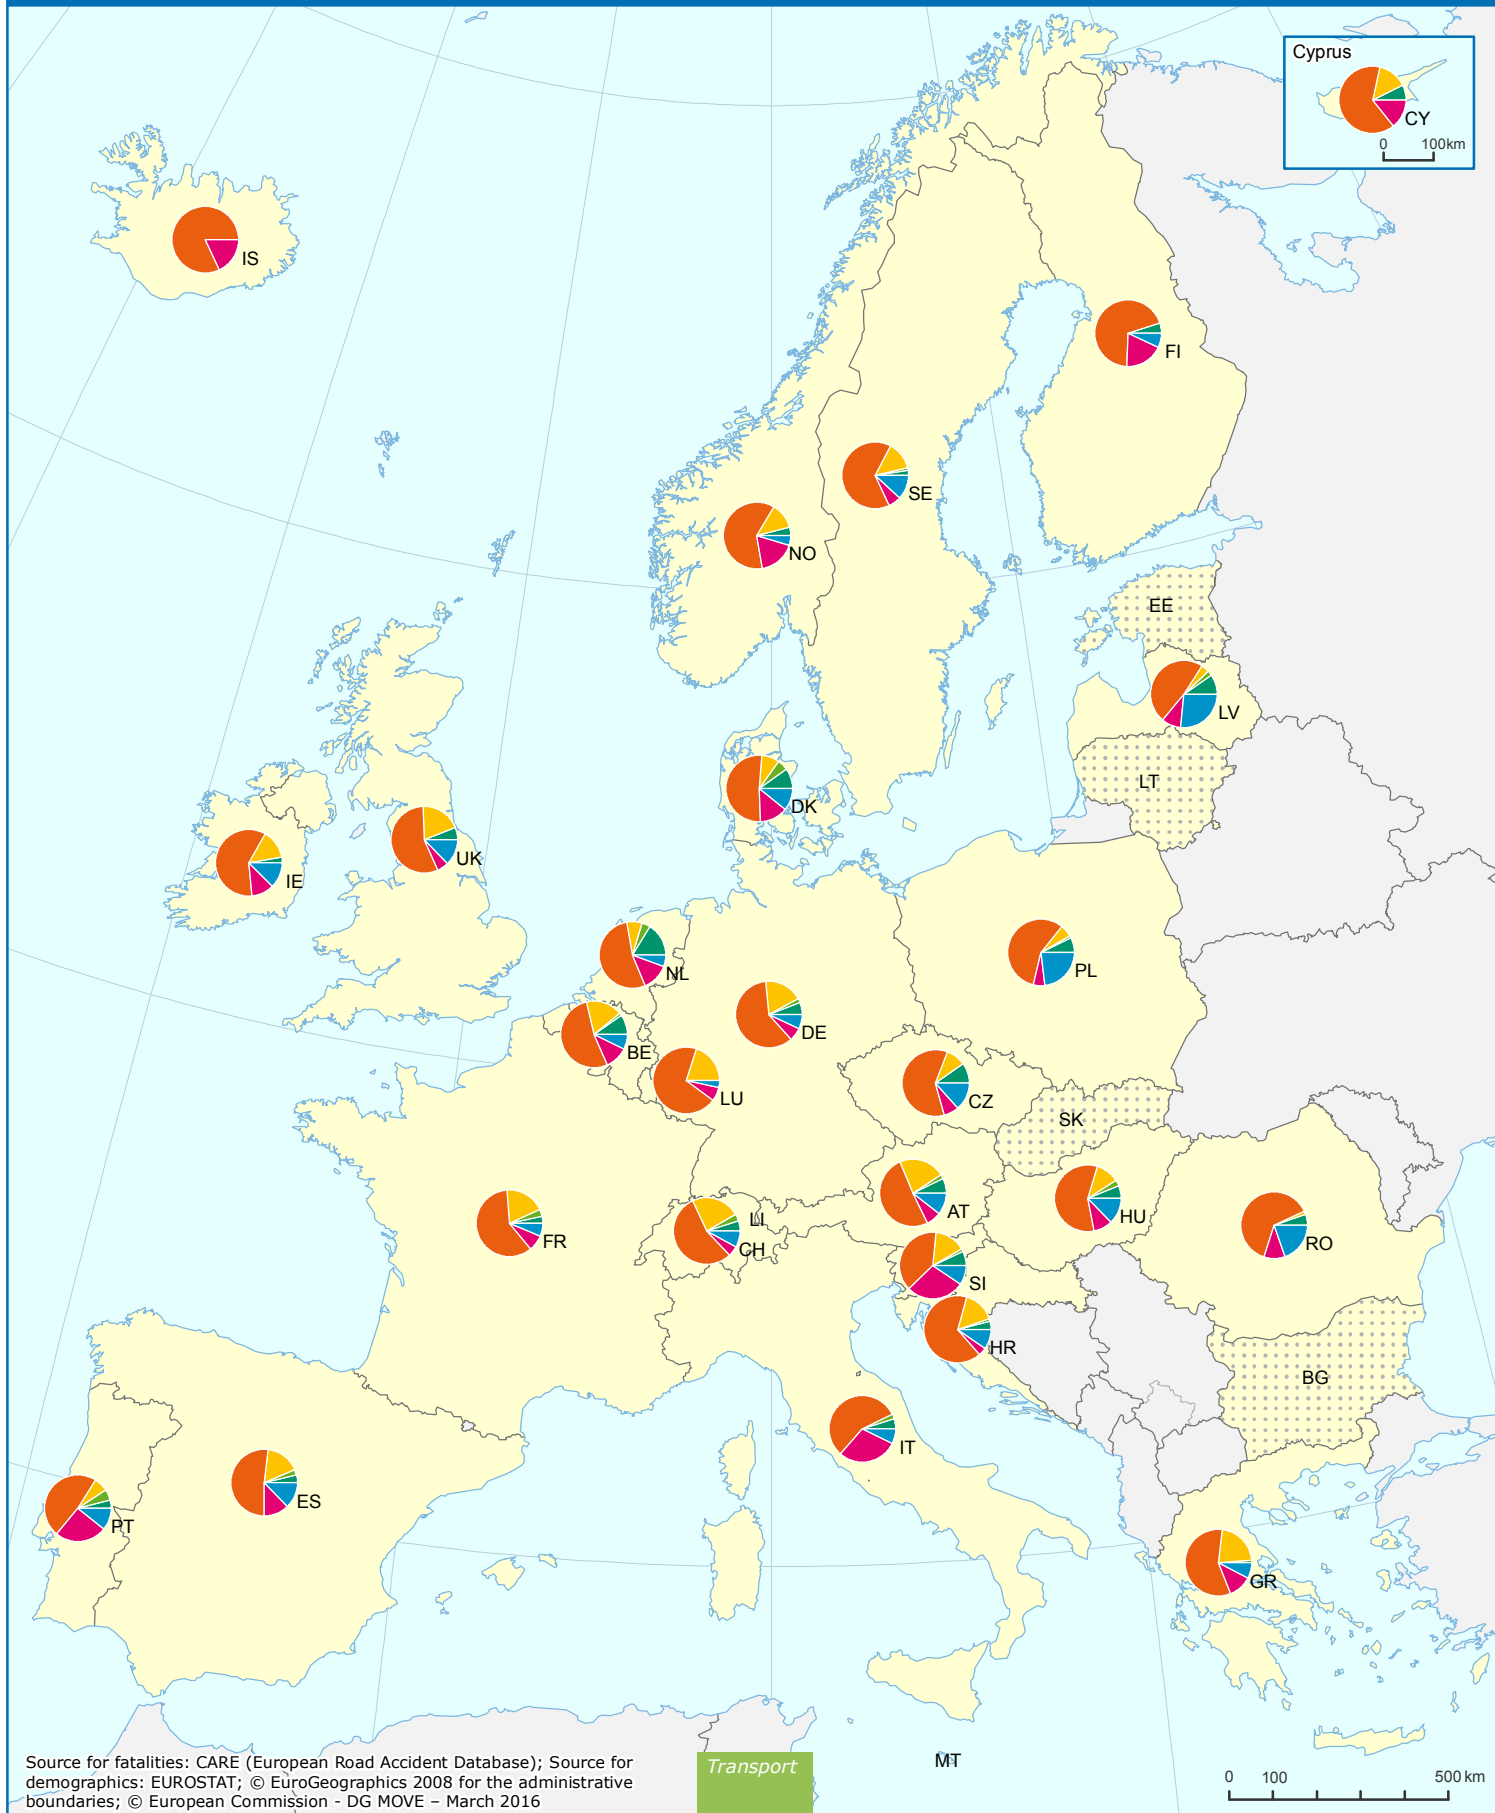 Cyprus
CY
0 100km
IS
FI
SE
NO
EE
LV
LT
DK
UK
IE
NL
PL
DE
BE
LU
CZ
SK
AT
HU
LI
FR
CH
RO
SI
HR
BG
IT
ES
PT
GR
MT
Source for fatalities: CARE (European Road Accident Database); Source for
demographics: EUROSTAT; © EuroGeographics 2008 for the administrative
boundaries; © European Commission - DG MOVE – March 2016
Transport
0 100 500 km